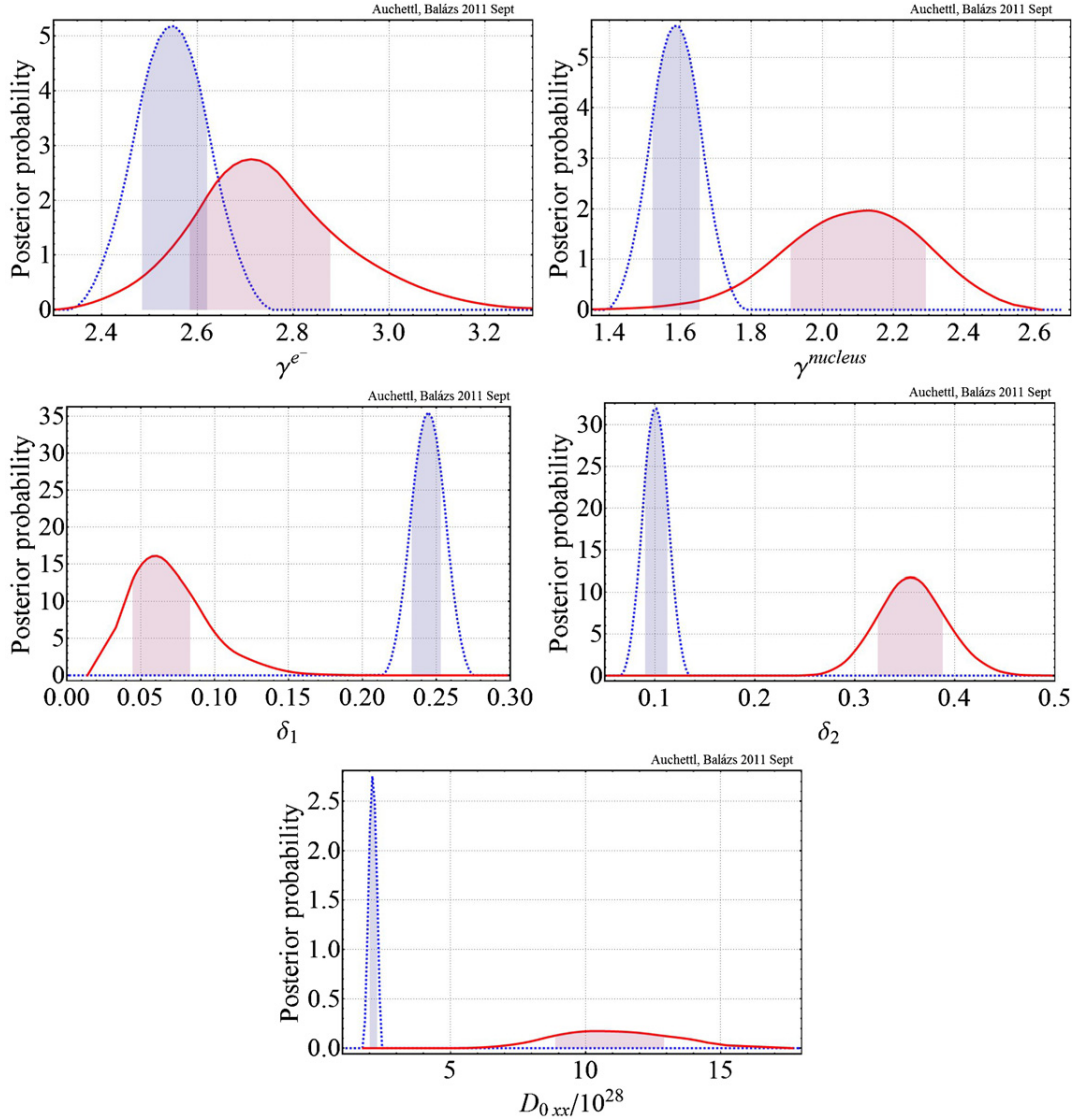 Auchettl, Balázs 2011 Sept
Posterior probability
5
4
3
2
1
0
2.4 2.6 2.8 3.0 3.2
γ^{e⁻}
Auchettl, Balázs 2011 Sept
Posterior probability
5
4
3
2
1
0
1.4 1.6 1.8 2.0 2.2 2.4 2.6
γ^{nucleus}
Auchettl, Balázs 2011 Sept
Posterior probability
35
30
25
20
15
10
5
0
0.00 0.05 0.10 0.15 0.20 0.25 0.30
δ₁
Auchettl, Balázs 2011 Sept
Posterior probability
30
25
20
15
10
5
0
0.1 0.2 0.3 0.4 0.5
δ₂
Auchettl, Balázs 2011 Sept
Posterior probability
2.5
2.0
1.5
1.0
0.5
0.0
5 10 15
D₀ₓₓ/10²⁸